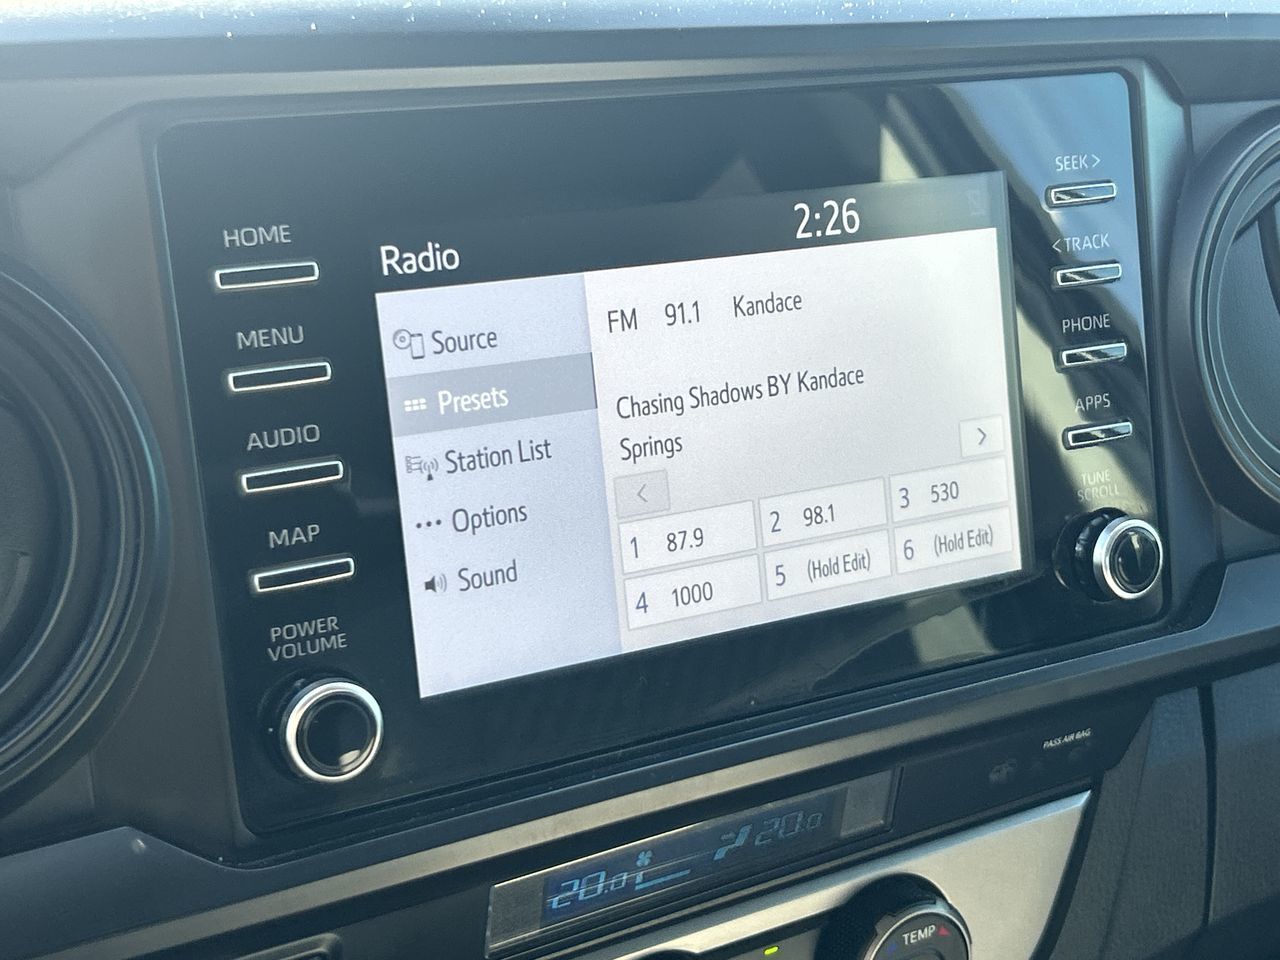 HOME
MENU
AUDIO
MAP
POWER
VOLUME
Radio
2:26
Source
Presets
Station List
Options
Sound
FM 91.1 Kandace
Chasing Shadows BY Kandace
Springs
<
>
1 87.9
2 98.1
3 530
4 1000
5 (Hold Edit)
6 (Hold Edit)
SEEK >
< TRACK
PHONE
APPS
TUNE
SCROLL
PASS AIR BAG
20.0
20.0
TEMP